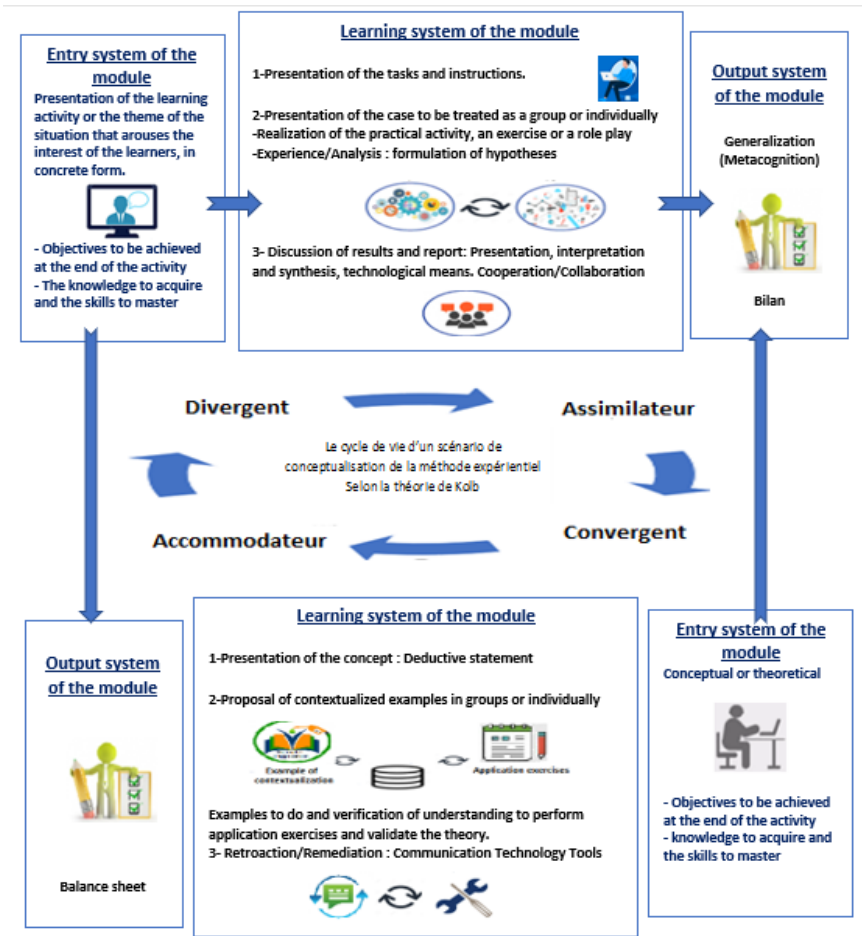 Entry system of the
module
Presentation of the learning
activity or the theme of the
situation that arouses the
interest of the learners, in
concrete form.
- Objectives to be achieved
at the end of the activity
- The knowledge to acquire
and the skills to master
Learning system of the module
1-Presentation of the tasks and instructions.
2-Presentation of the case to be treated as a group or individually
-Realization of the practical activity, an exercise or a role play
-Experience/Analysis : formulation of hypotheses
3- Discussion of results and report: Presentation, interpretation
and synthesis, technological means. Cooperation/Collaboration
Output system
of the module
Generalization
(Metacognition)
Bilan
Divergent
Assimilateur
Le cycle de vie d'un scénario de
conceptualisation de la méthode expérientiel
Selon la théorie de Kolb
Accommodateur
Convergent
Output system
of the module
Balance sheet
Learning system of the module
1-Presentation of the concept : Deductive statement
2-Proposal of contextualized examples in groups or individually
Example of
contextualization
Application exercises
Examples to do and verification of understanding to perform
application exercises and validate the theory.
3- Retroaction/Remediation : Communication Technology Tools
Entry system of the
module
Conceptual or theoretical
- Objectives to be achieved
at the end of the activity
- knowledge to acquire and
the skills to master